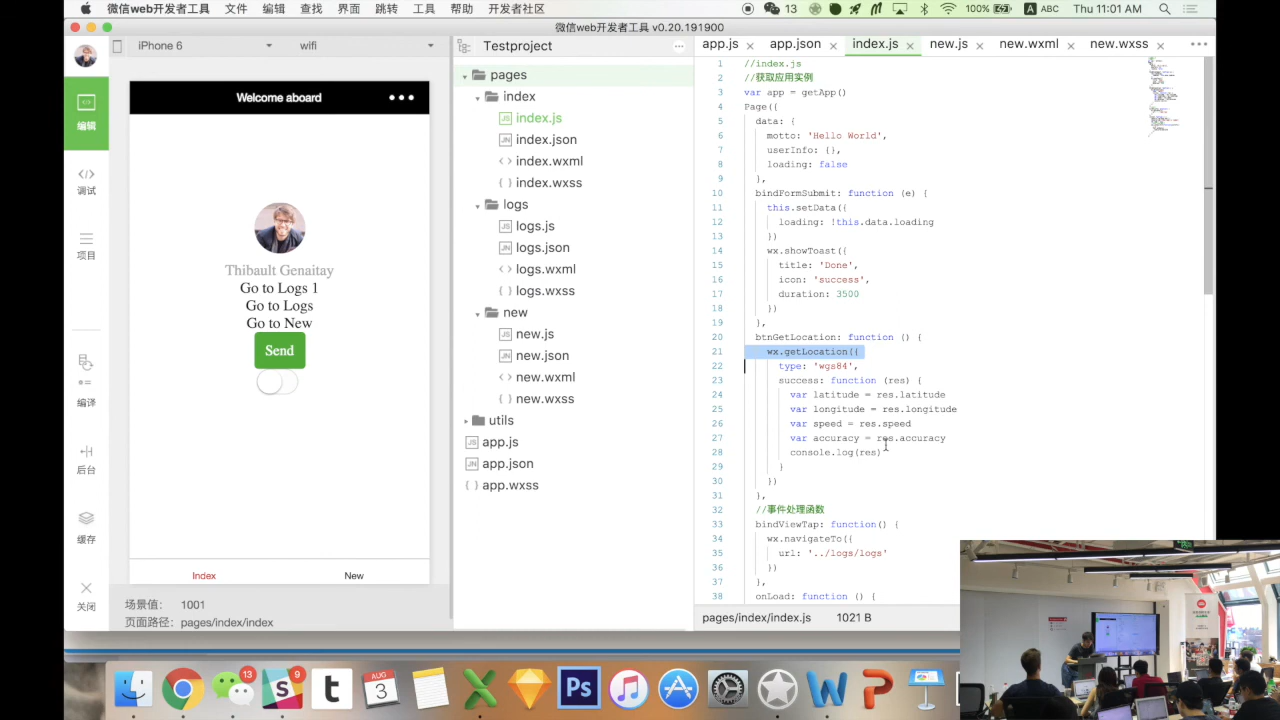 微信web开发者工具 文件 编辑 界面 跳转 工具 帮助 开发者社区 13 100% A ABC Thu 11:01 AM
微信web开发者工具 v0.20.191900
iPhone 6 wifi
Testproject
app.js app.json index.js new.js new.wxml new.wxss
编辑
调试
项目
编译
后台
缓存
关闭
Welcome aboard
Thibault Genaitay
Go to Logs 1
Go to Logs
Go to New
Send
Index New
场景值: 1001
页面路径: pages/index/index
pages
index
JS index.js
JN index.json
< > index.wxml
{ } index.wxss
logs
JS logs.js
JN logs.json
< > logs.wxml
{ } logs.wxss
new
JS new.js
JN new.json
< > new.wxml
{ } new.wxss
utils
JS app.js
JN app.json
{ } app.wxss
1 //index.js
2 //获取应用实例
3 var app = getApp()
4 Page({
5 data: {
6 motto: 'Hello World',
7 userInfo: {},
8 loading: false
9 },
10 bindFormSubmit: function (e) {
11 this.setData({
12 loading: !this.data.loading
13 })
14 wx.showToast({
15 title: 'Done',
16 icon: 'success',
17 duration: 3500
18 })
19 },
20 btnGetLocation: function () {
21 wx.getLocation({
22 type: 'wgs84',
23 success: function (res) {
24 var latitude = res.latitude
25 var longitude = res.longitude
26 var speed = res.speed
27 var accuracy = res.accuracy
28 console.log(res)
29 }
30 })
31 },
32 //事件处理函数
33 bindViewTap: function() {
34 wx.navigateTo({
35 url: '../logs/logs'
36 })
37 },
38 onLoad: function () {
pages/index/index.js 1021 B
13
9
t
AUG
3
Ps